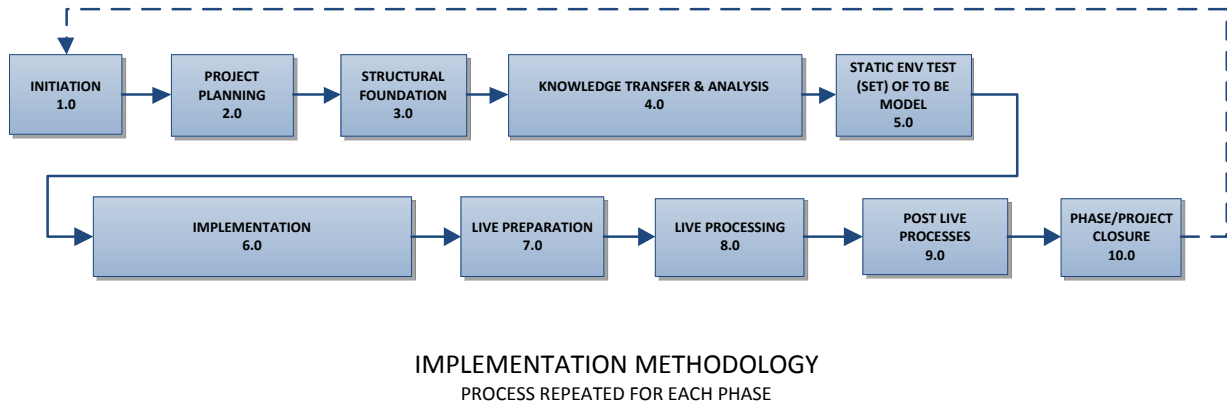 INITIATION
1.0
PROJECT
PLANNING
2.0
STRUCTURAL
FOUNDATION
3.0
KNOWLEDGE TRANSFER & ANALYSIS
4.0
STATIC ENV TEST
(SET) OF TO BE
MODEL
5.0
IMPLEMENTATION
6.0
LIVE PREPARATION
7.0
LIVE PROCESSING
8.0
POST LIVE
PROCESSES
9.0
PHASE/PROJECT
CLOSURE
10.0
IMPLEMENTATION METHODOLOGY
PROCESS REPEATED FOR EACH PHASE